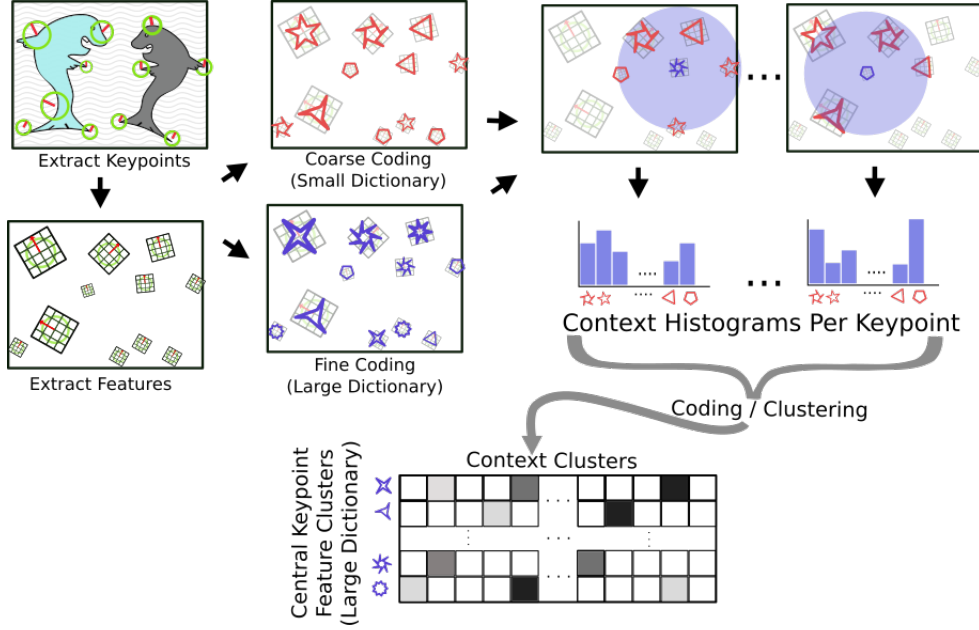 Extract Keypoints
Coarse Coding
(Small Dictionary)
Extract Features
Fine Coding
(Large Dictionary)
Context Histograms Per Keypoint
Coding / Clustering
Context Clusters
Central Keypoint
Feature Clusters
(Large Dictionary)